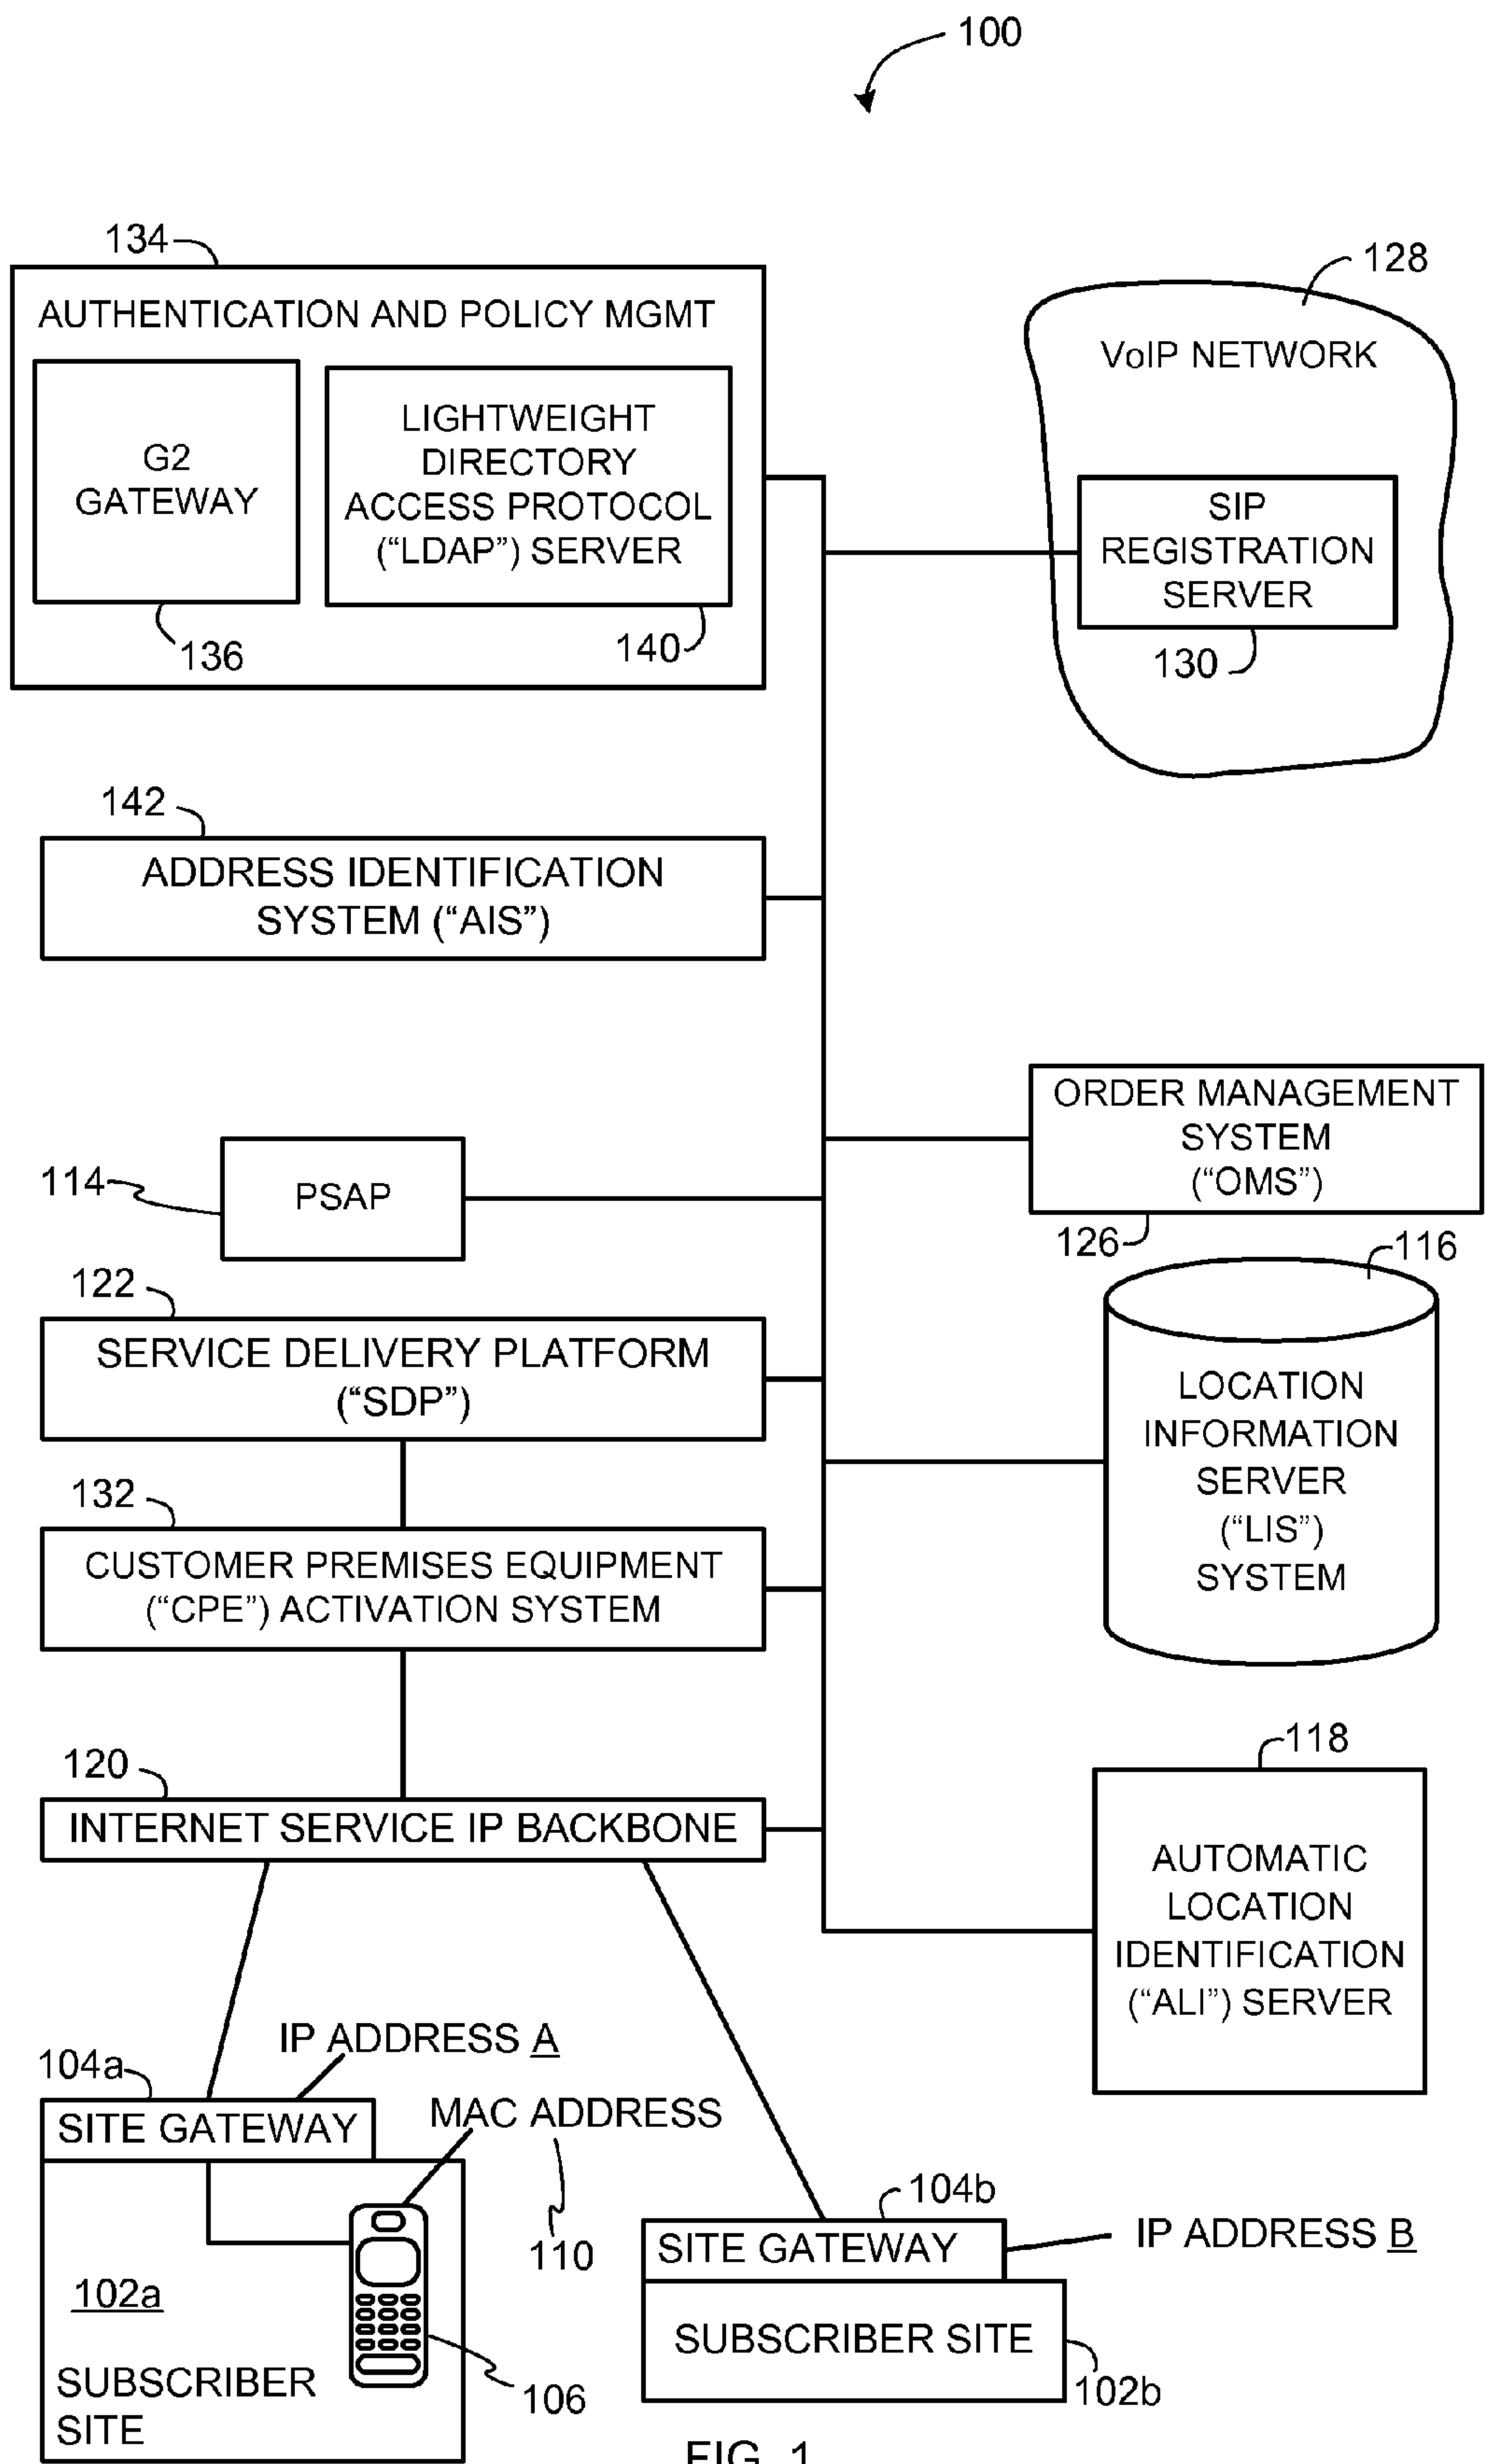 100
134
AUTHENTICATION AND POLICY MGMT
G2
GATEWAY
136
LIGHTWEIGHT
DIRECTORY
ACCESS PROTOCOL
(“LDAP”) SERVER
140
128
VoIP NETWORK
SIP
REGISTRATION
SERVER
130
142
ADDRESS IDENTIFICATION
SYSTEM (“AIS”)
ORDER MANAGEMENT
SYSTEM
(“OMS”)
126
114
PSAP
116
LOCATION
INFORMATION
SERVER
(“LIS”)
SYSTEM
122
SERVICE DELIVERY PLATFORM
(“SDP”)
132
CUSTOMER PREMISES EQUIPMENT
(“CPE”) ACTIVATION SYSTEM
118
AUTOMATIC
LOCATION
IDENTIFICATION
(“ALI”) SERVER
120
INTERNET SERVICE IP BACKBONE
IP ADDRESS A
104a
SITE GATEWAY
MAC ADDRESS
110
102a
SUBSCRIBER
SITE
106
104b
SITE GATEWAY
IP ADDRESS B
SUBSCRIBER SITE
102b
FIG. 1